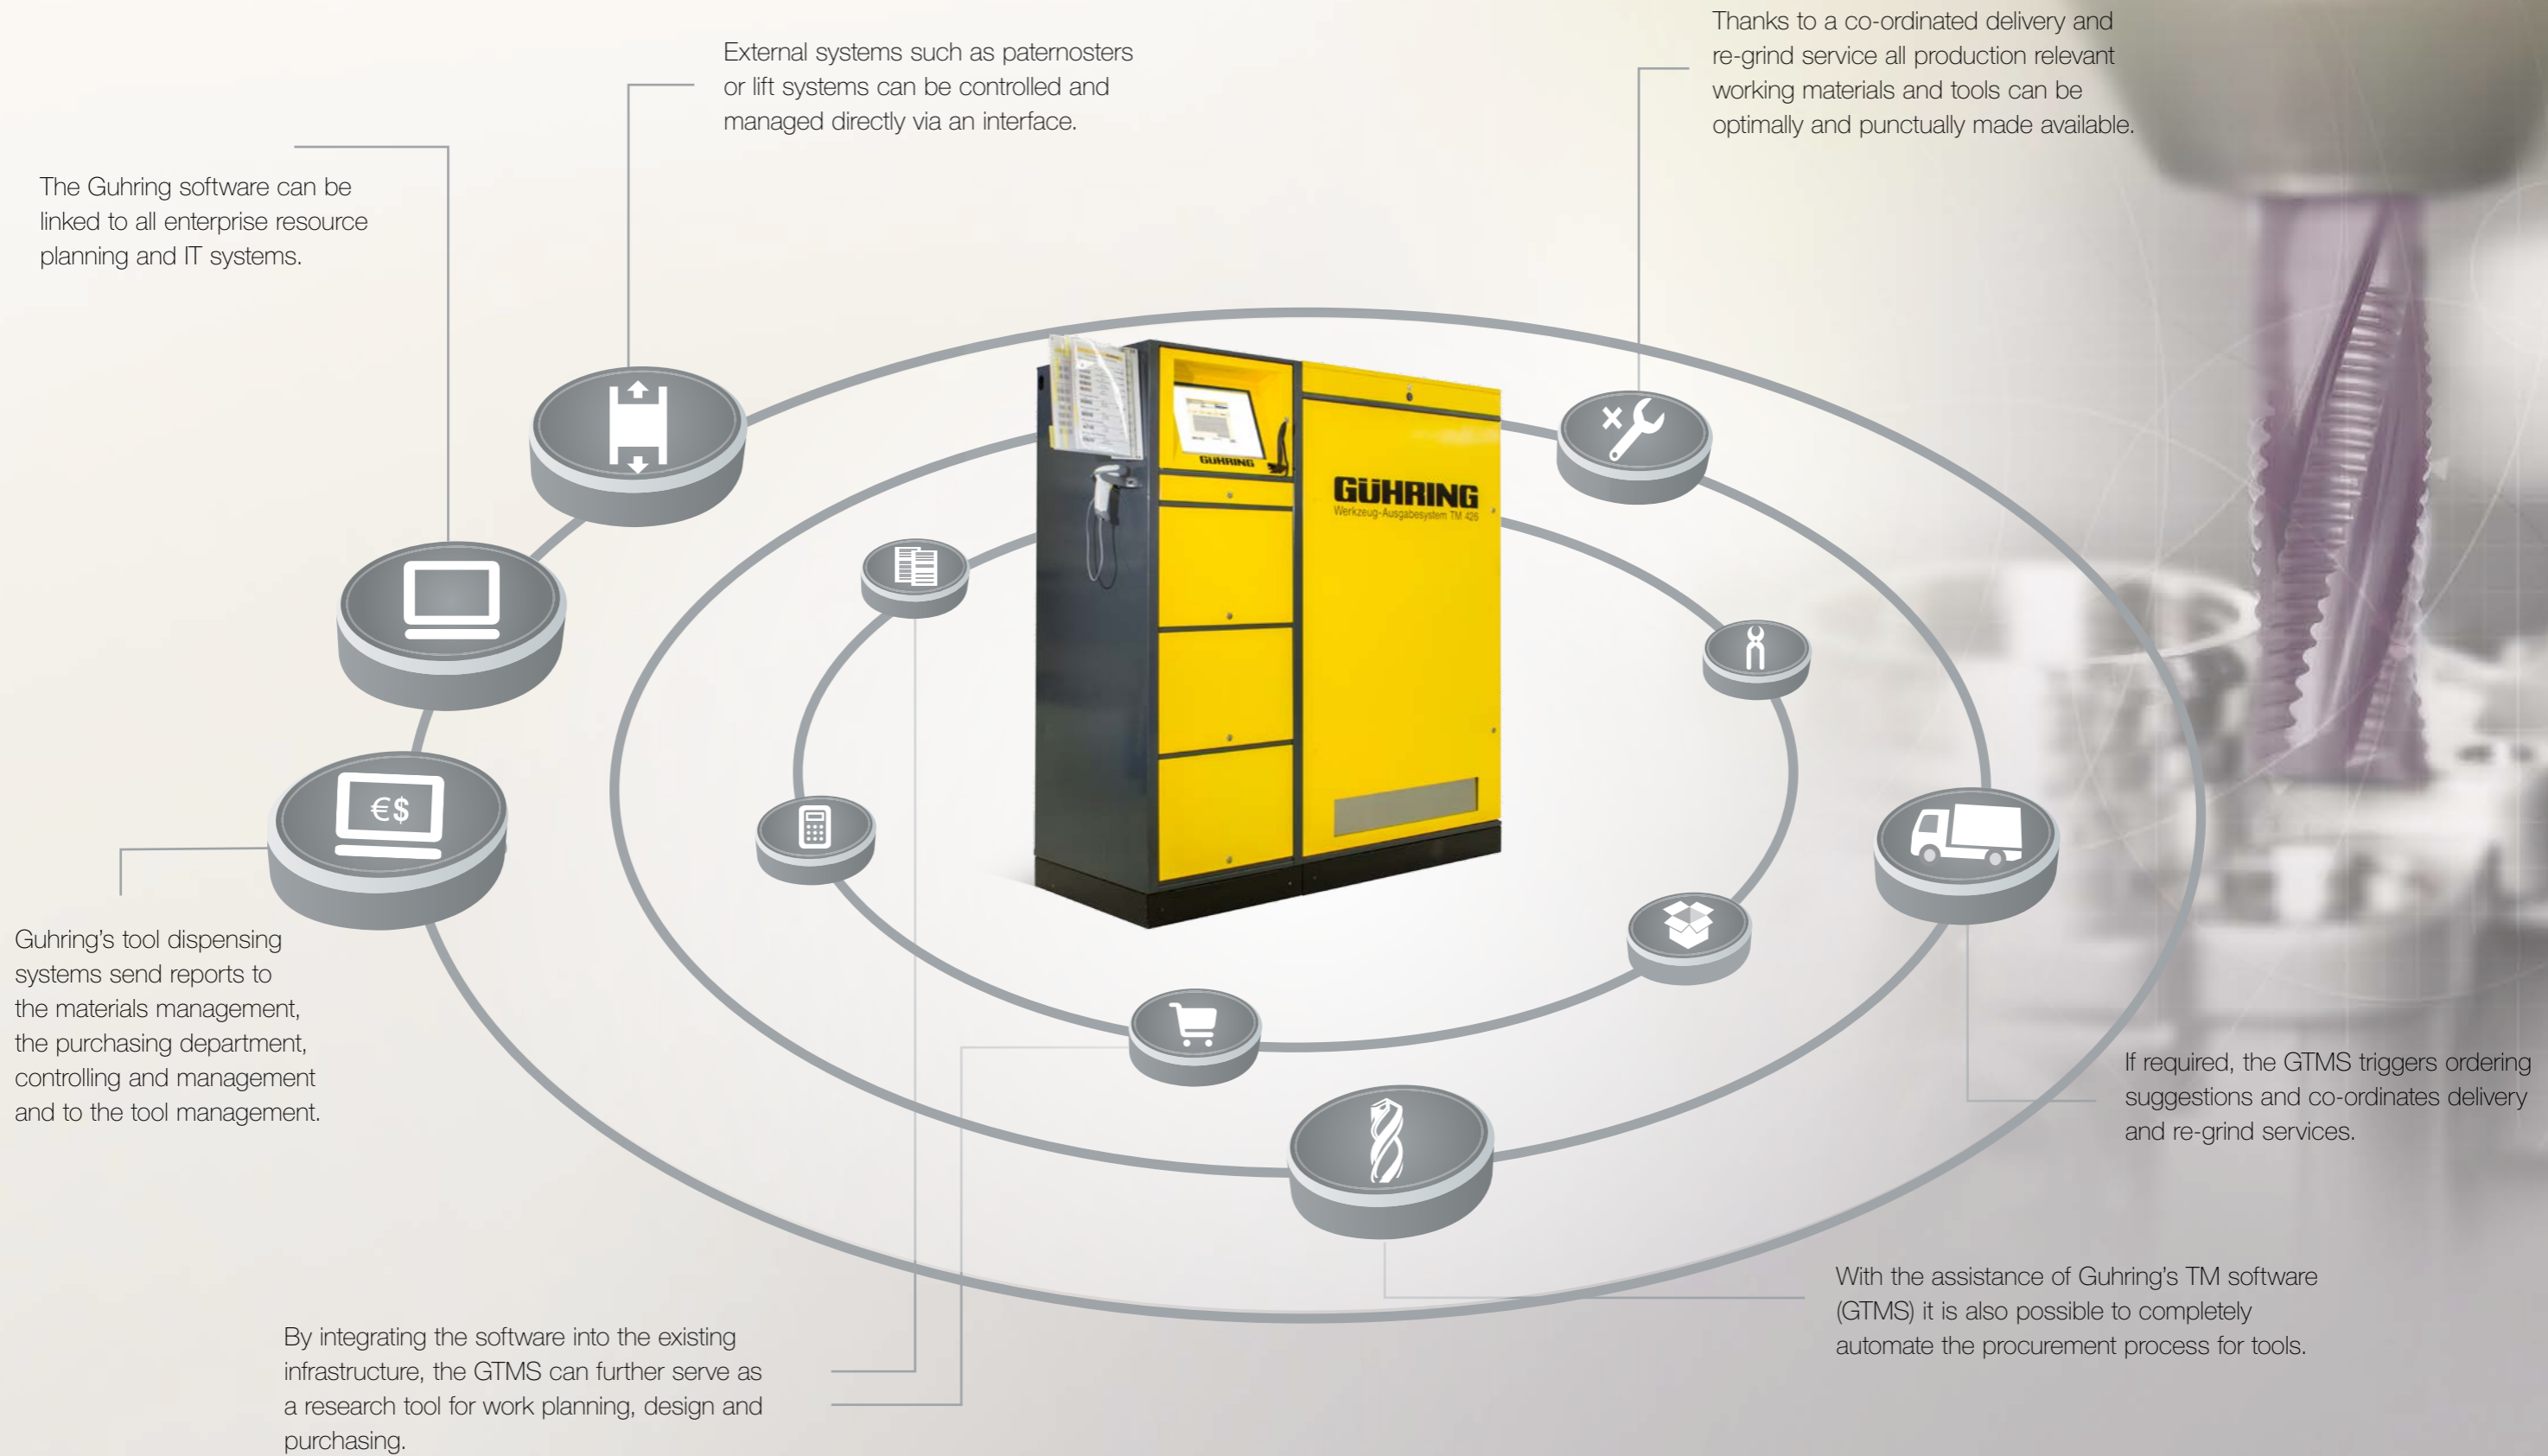 External systems such as paternosters
or lift systems can be controlled and
managed directly via an interface.
Thanks to a co-ordinated delivery and
re-grind service all production relevant
working materials and tools can be
optimally and punctually made available.
The Guhring software can be
linked to all enterprise resource
planning and IT systems.
GÜHRING
GÜHRING
Werkzeug-Ausgabesystem TM 426
€$
Guhring's tool dispensing
systems send reports to
the materials management,
the purchasing department,
controlling and management
and to the tool management.
If required, the GTMS triggers ordering
suggestions and co-ordinates delivery
and re-grind services.
With the assistance of Guhring's TM software
(GTMS) it is also possible to completely
automate the procurement process for tools.
By integrating the software into the existing
infrastructure, the GTMS can further serve as
a research tool for work planning, design and
purchasing.